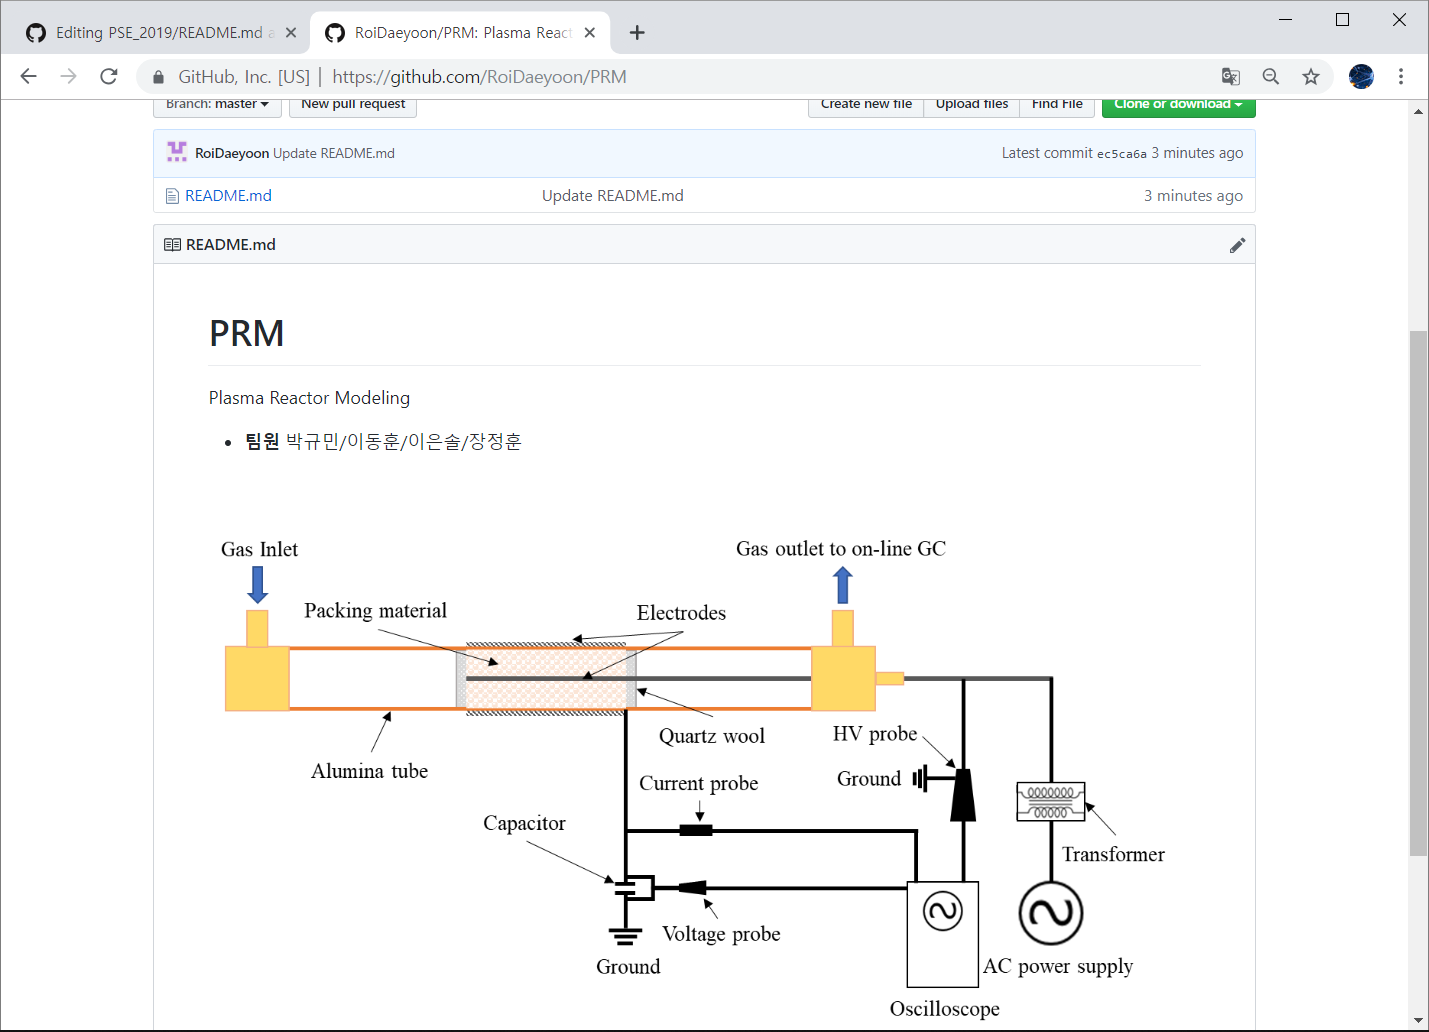 Editing PSE_2019/README.md a
RoiDaeyoon/PRM: Plasma React
GitHub, Inc. [US] | https://github.com/RoiDaeyoon/PRM
Branch: master New pull request Create new file Upload files Find File Clone or download
RoiDaeyoon Update README.md Latest commit ec5ca6a 3 minutes ago
README.md Update README.md 3 minutes ago
README.md
PRM
Plasma Reactor Modeling
• 팀원 박규민/이동훈/이은솔/장정훈
Gas Inlet
Gas outlet to on-line GC
Packing material
Electrodes
Quartz wool
HV probe
Alumina tube
Current probe
Ground
Capacitor
Transformer
Voltage probe
Ground
AC power supply
Oscilloscope